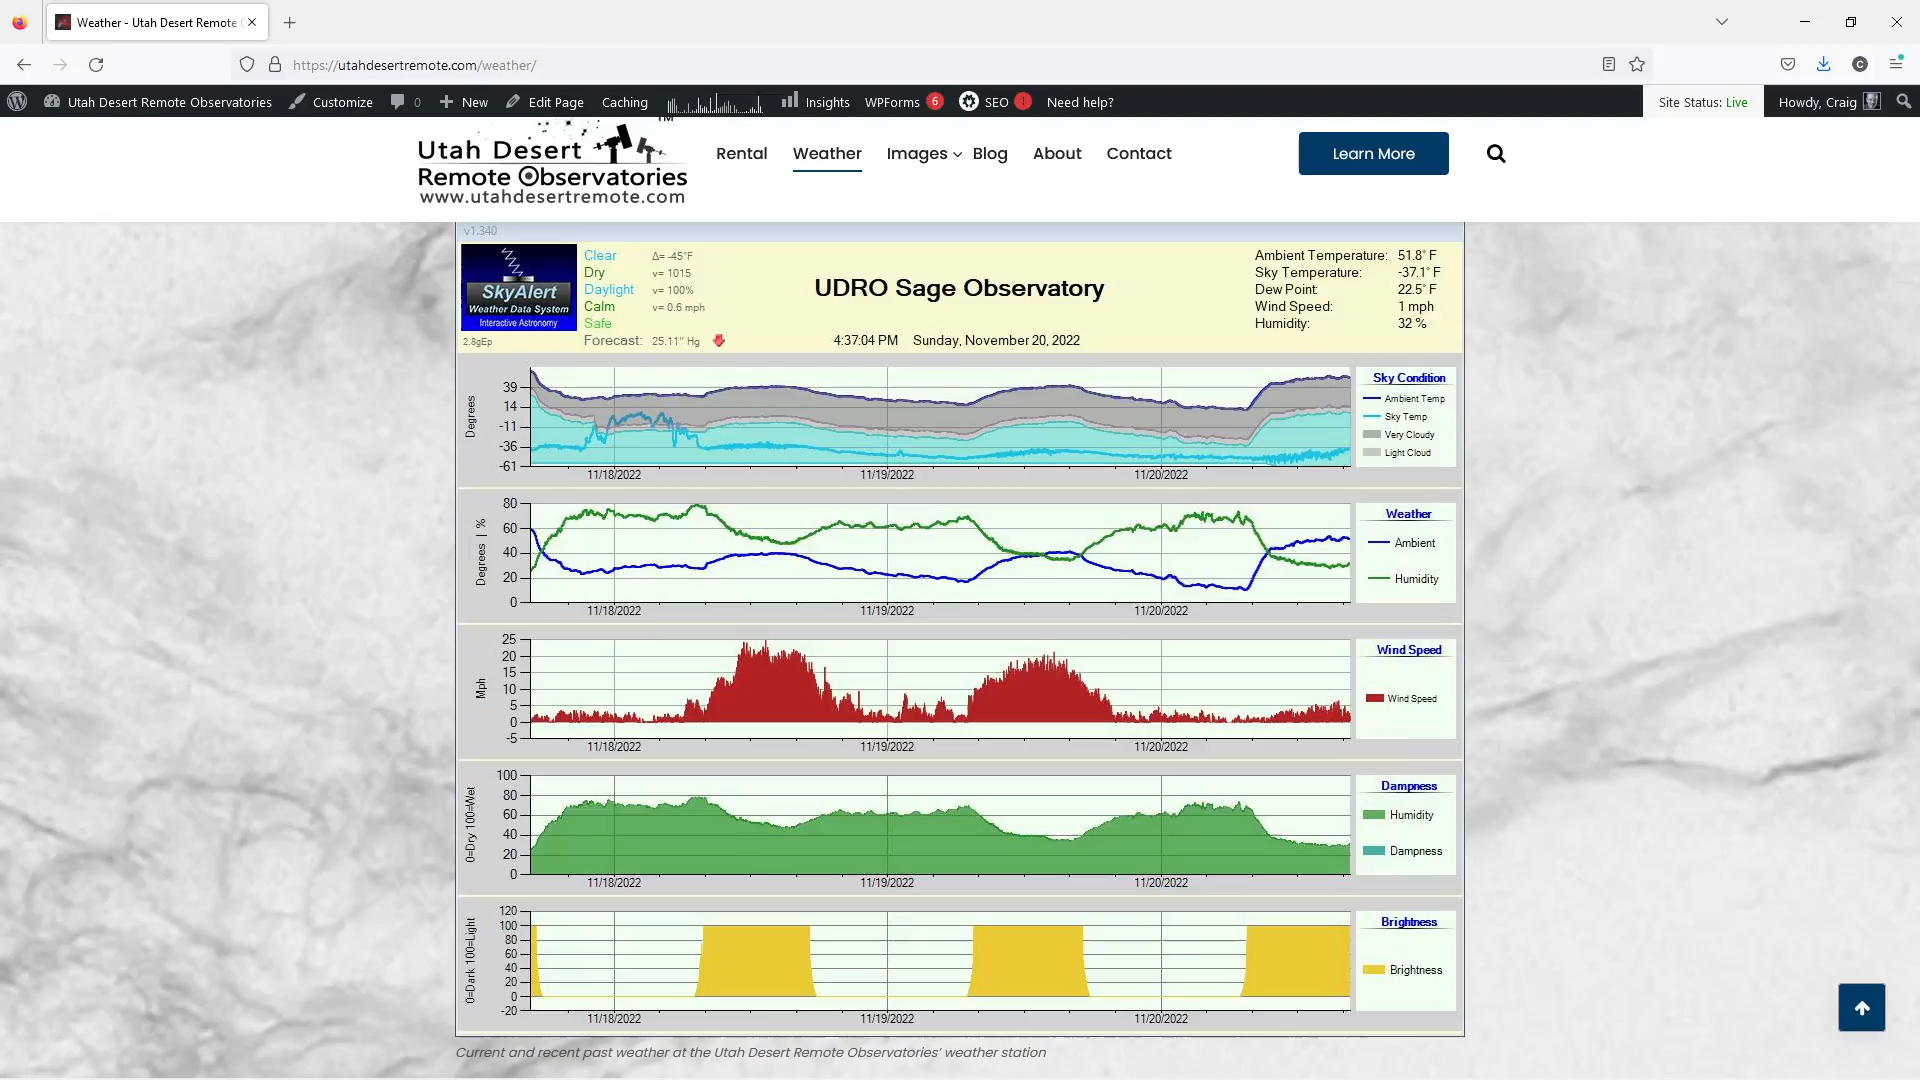 Weather - Utah Desert Remote
https://utahdesertremote.com/weather/
Utah Desert Remote Observatories
Customize
0
New
Edit Page
Caching
Insights
WPForms 6
SEO !
Need help?
Site Status: Live
Howdy, Craig
TM
Utah Desert
Remote Observatories
www.utahdesertremote.com
Rental
Weather
Images
Blog
About
Contact
Learn More
v1.340
SkyAlert
Weather Data System
Interactive Astronomy
2.8gEp
Clear Δ= -45°F
Dry v= 1015
Daylight v= 100%
Calm v= 0.6 mph
Safe
Forecast: 25.11" Hg
UDRO Sage Observatory
4:37:04 PM Sunday, November 20, 2022
Ambient Temperature: 51.8° F
Sky Temperature: -37.1° F
Dew Point: 22.5° F
Wind Speed: 1 mph
Humidity: 32 %
Degrees
39
14
-11
-36
-61
11/18/2022 11/19/2022 11/20/2022
Sky Condition
Ambient Temp
Sky Temp
Very Cloudy
Light Cloud
Degrees | %
80
60
40
20
0
11/18/2022 11/19/2022 11/20/2022
Weather
Ambient
Humidity
Mph
25
20
15
10
5
0
-5
11/18/2022 11/19/2022 11/20/2022
Wind Speed
Wind Speed
0=Dry 100=Wet
100
80
60
40
20
0
11/18/2022 11/19/2022 11/20/2022
Dampness
Humidity
Dampness
0=Dark 100=Light
120
100
80
60
40
20
0
-20
11/18/2022 11/19/2022 11/20/2022
Brightness
Brightness
Current and recent past weather at the Utah Desert Remote Observatories' weather station